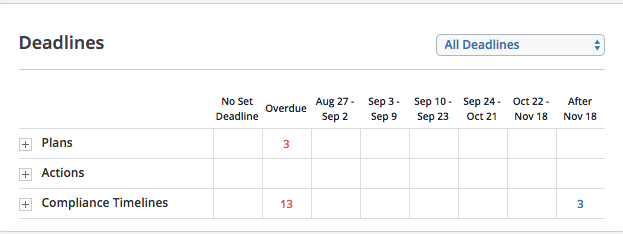 Deadlines
All Deadlines
No Set Deadline Overdue Aug 27 - Sep 2 Sep 3 - Sep 9 Sep 10 - Sep 23 Sep 24 - Oct 21 Oct 22 - Nov 18 After Nov 18
Plans 3
Actions
Compliance Timelines 13 3